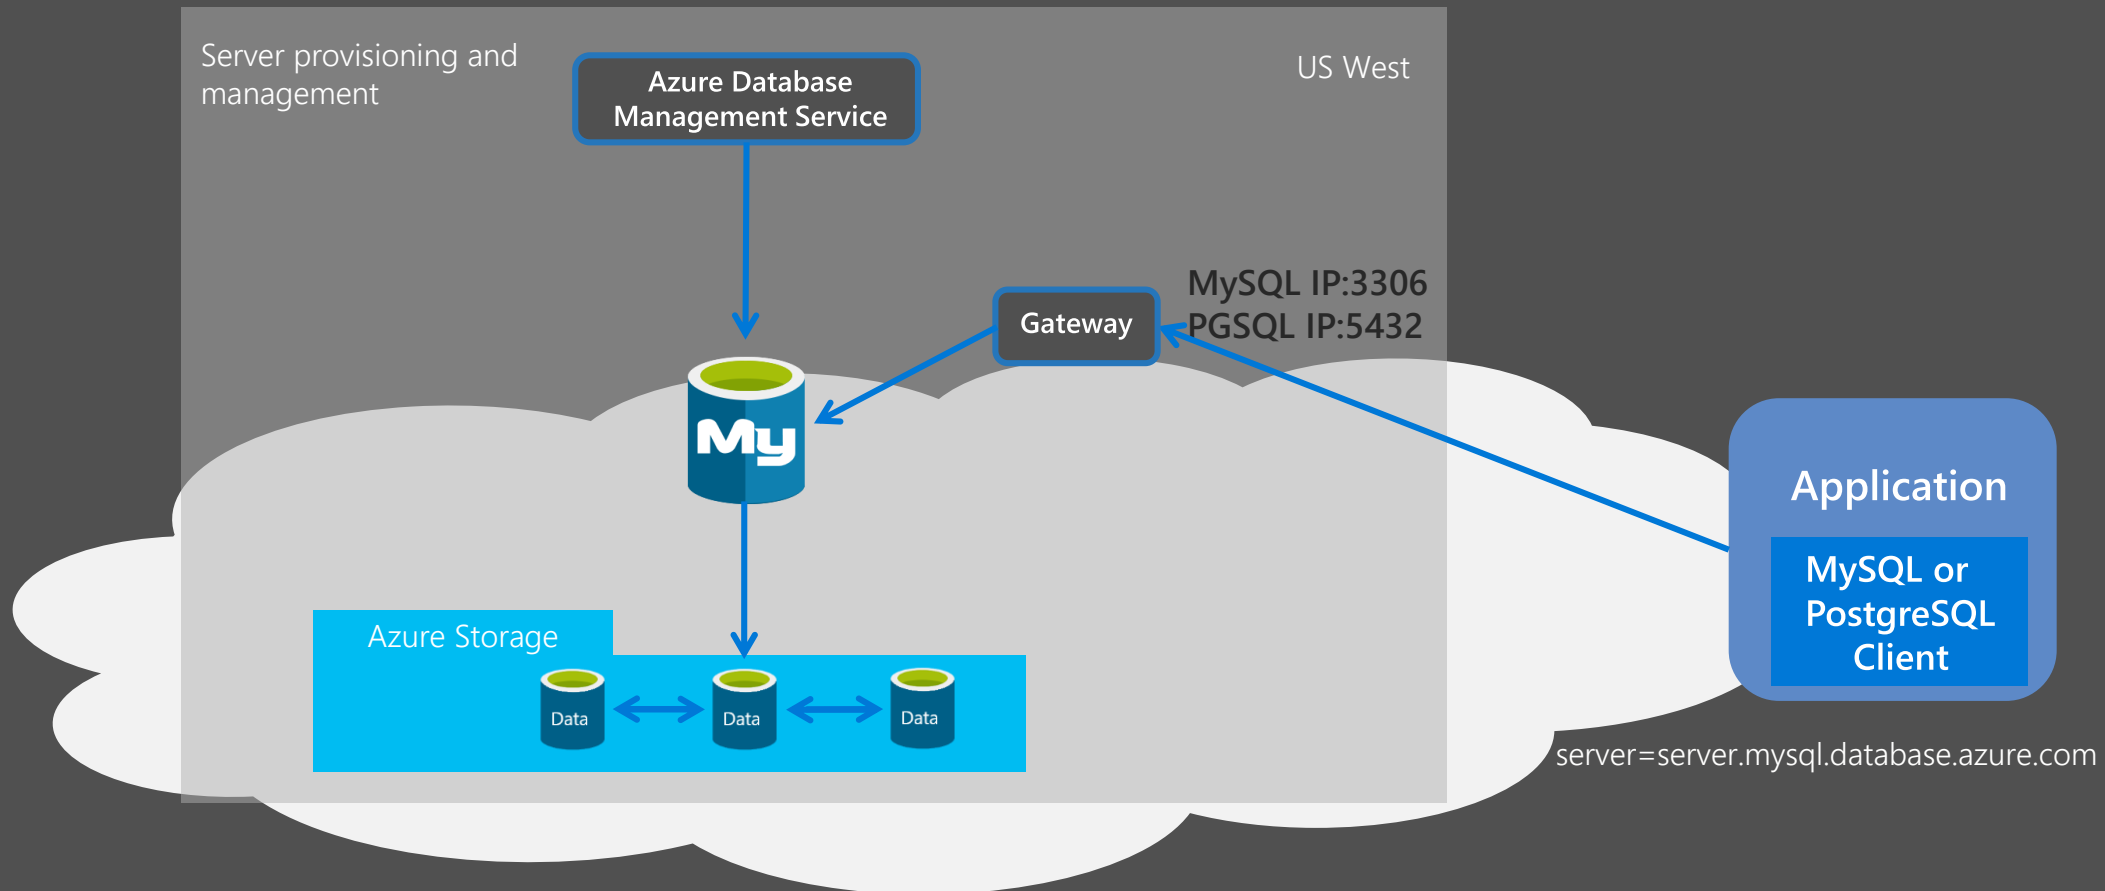 Server provisioning and
management
Azure Database
Management Service
US West
MySQL IP:3306
PGSQL IP:5432
Gateway
My
Application
MySQL or
PostgreSQL
Client
Azure Storage
Data
Data
Data
server=server.mysql.database.azure.com